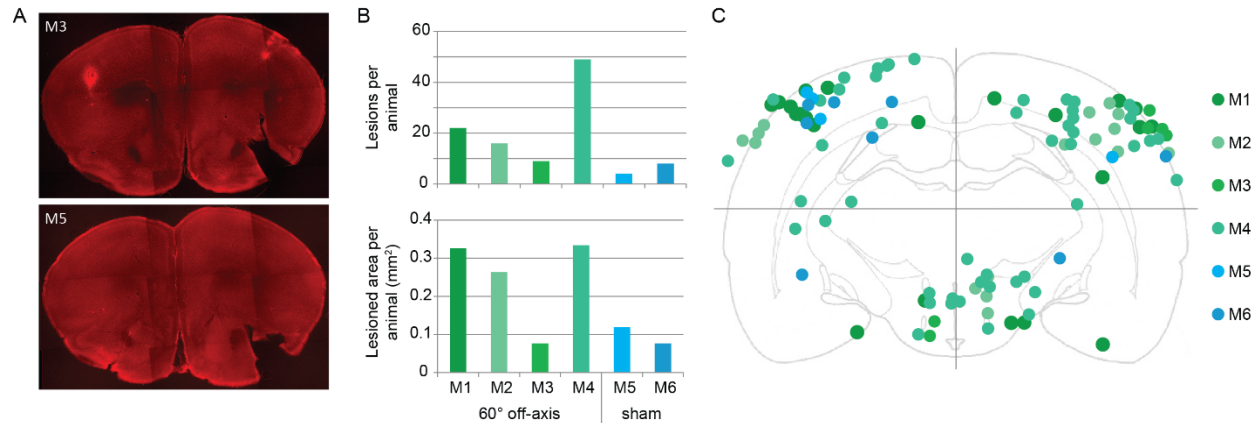 A
M3
M5
B
Lesions per
animal
60
40
20
0
Lesioned area per
animal (mm²)
0.4
0.3
0.2
0.1
0
M1 M2 M3 M4 M5 M6
60° off-axis sham
C
M1
M2
M3
M4
M5
M6